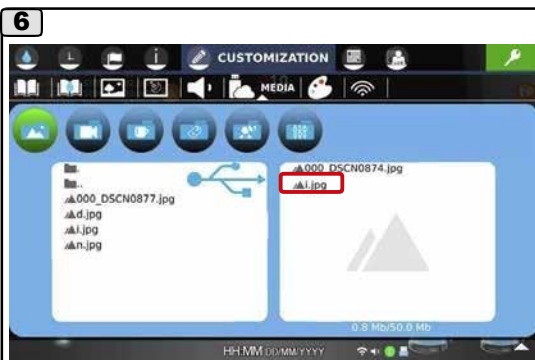 6
CUSTOMIZATION
MEDIA
.
..
000_DSCN0877.jpg
d.jpg
i.jpg
n.jpg
000_DSCN0874.jpg
i.jpg
0.8 Mb/50.0 Mb
HH:MM DD/MM/YYYY